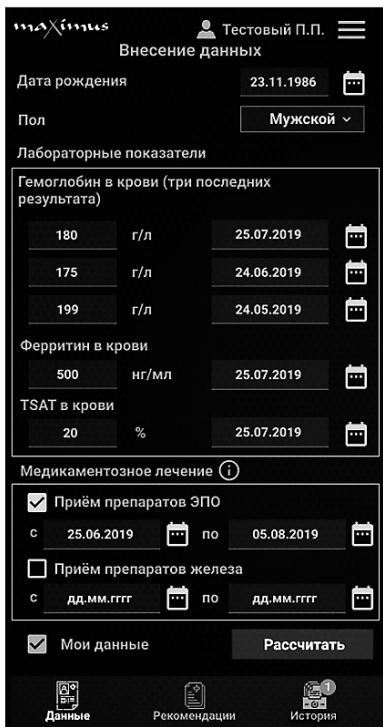 maXimus
Тестовый П.П.
Внесение данных
Дата рождения 23.11.1986
Пол Мужской
Лабораторные показатели
Гемоглобин в крови (три последних
результата)
180 г/л 25.07.2019
175 г/л 24.06.2019
199 г/л 24.05.2019
Ферритин в крови
500 нг/мл 25.07.2019
TSAT в крови
20 % 25.07.2019
Медикаментозное лечение i
Приём препаратов ЭПО
с 25.06.2019 по 05.08.2019
Приём препаратов железа
с дд.мм.гггг по дд.мм.гггг
Мои данные Рассчитать
1
Данные Рекомендации История